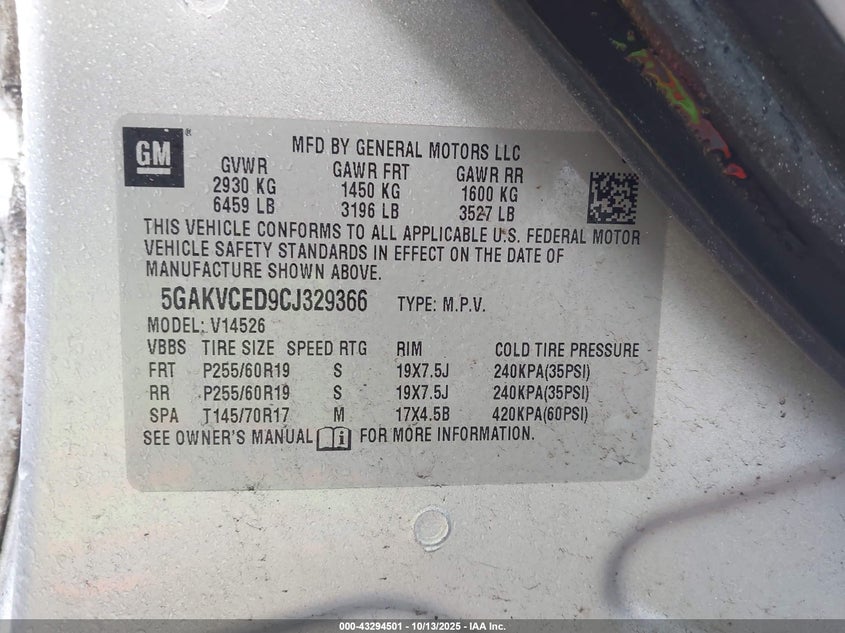 GM
MFD BY GENERAL MOTORS LLC
GVWR GAWR FRT GAWR RR
2930 KG 1450 KG 1600 KG
6459 LB 3196 LB 3527 LB
THIS VEHICLE CONFORMS TO ALL APPLICABLE U.S. FEDERAL MOTOR
VEHICLE SAFETY STANDARDS IN EFFECT ON THE DATE OF
MANUFACTURE SHOWN ABOVE.
5GAKVCED9CJ329366 TYPE: M.P.V.
MODEL: V14526
VBBS TIRE SIZE SPEED RTG RIM COLD TIRE PRESSURE
FRT P255/60R19 S 19X7.5J 240KPA(35PSI)
RR P255/60R19 S 19X7.5J 240KPA(35PSI)
SPA T145/70R17 M 17X4.5B 420KPA(60PSI)
SEE OWNER'S MANUAL FOR MORE INFORMATION.
000-43294501 - 10/13/2025 - IAA Inc.